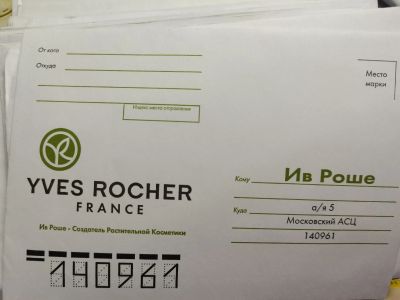 От кого
Откуда
Место
марки
Индекс места отправления
YVES ROCHER
FRANCE
Ив Роше - Создатель Растительной Косметики
Кому Ив Роше
Куда а/я 5
Московский АСЦ
140961
140961